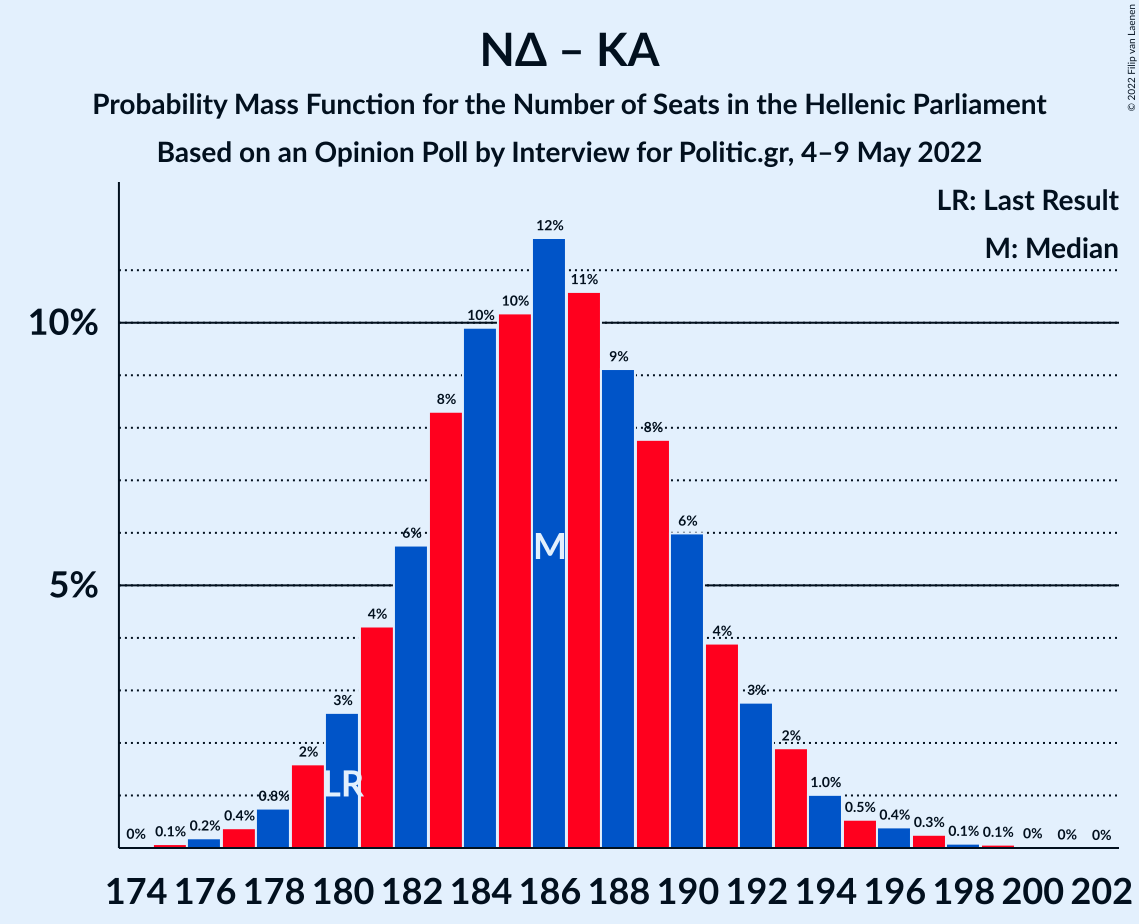 © 2022 Filip van Laenen
ΝΔ – ΚΑ
Probability Mass Function for the Number of Seats in the Hellenic Parliament
Based on an Opinion Poll by Interview for Politic.gr, 4–9 May 2022
LR: Last Result
M: Median
10%
5%
0% 0.1% 0.2% 0.4% 0.8% 2% 3% 4% 6% 8% 10% 10% 12% 11% 9% 8% 6% 4% 3% 2% 1.0% 0.5% 0.4% 0.3% 0.1% 0.1% 0% 0% 0%
M
LR
174 176 178 180 182 184 186 188 190 192 194 196 198 200 202